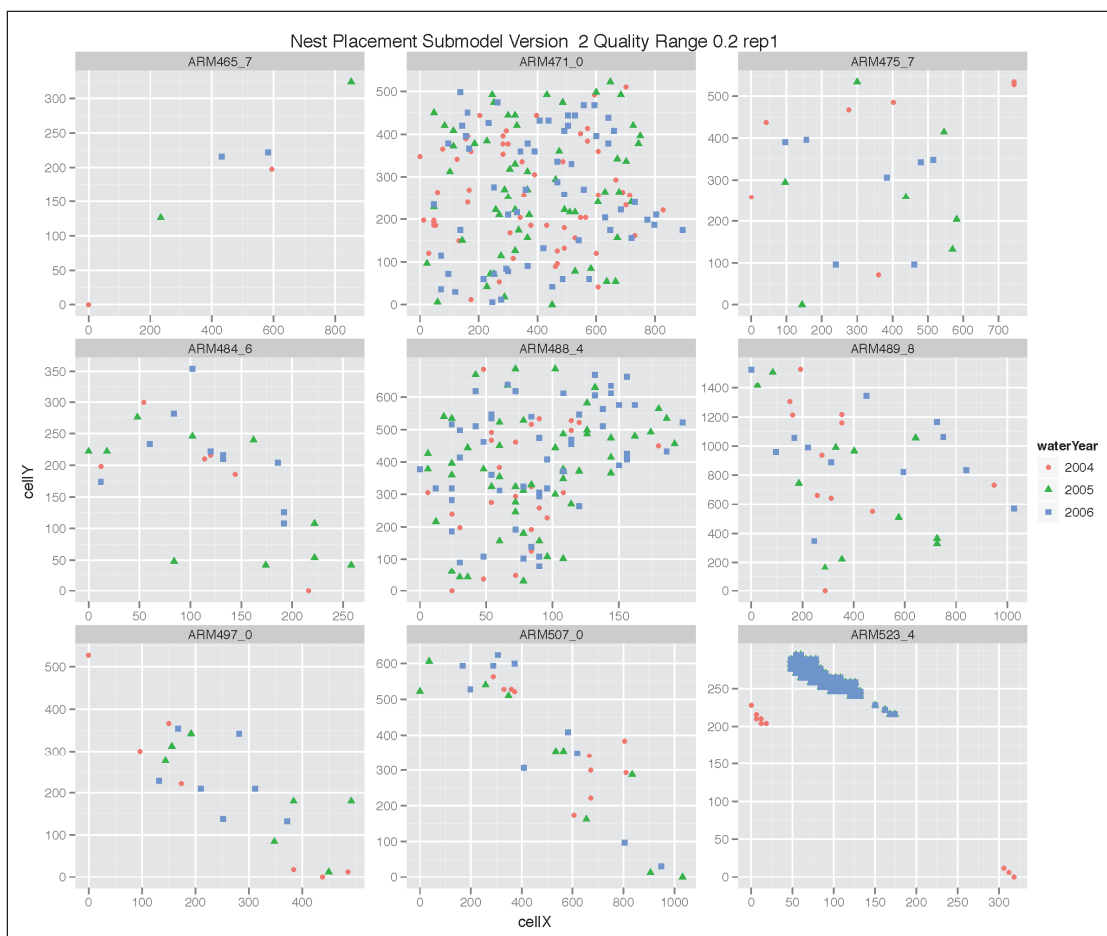 Nest Placement Submodel Version 2 Quality Range 0.2 rep1
ARM465_7
ARM471_0
ARM475_7
300
250
200
150
100
50
0
500
400
300
200
100
0
500
400
300
200
100
0
0 200 400 600 800
0 200 400 600 800
0 100 200 300 400 500 600 700
ARM484_6
ARM488_4
ARM489_8
350
300
250
200
150
100
50
0
600
500
400
300
200
100
0
1400
1200
1000
800
600
400
200
0
0 50 100 150 200 250
0 50 100 150
0 200 400 600 800 1000
ARM497_0
ARM507_0
ARM523_4
500
400
300
200
100
0
600
500
400
300
200
100
0
250
200
150
100
50
0
0 100 200 300 400
0 200 400 600 800 1000
0 50 100 150 200 250 300
cellY
cellX
waterYear
2004
2005
2006